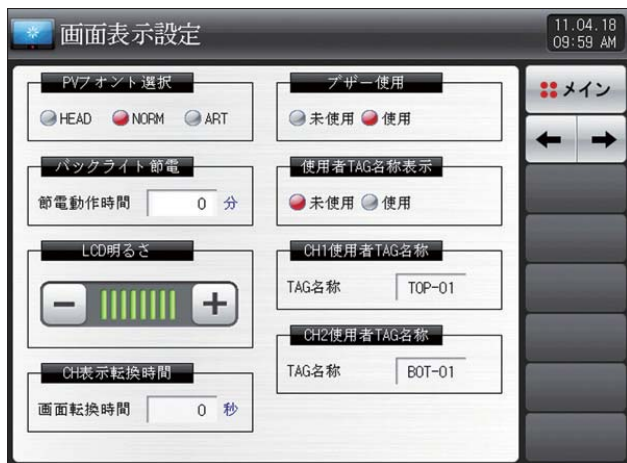 画面表示設定
11.04.18
09:59 AM
PVフォント選択
HEAD NORM ART
バックライト節電
節電動作時間 0 分
LCD明るさ
− +
CH表示転換時間
画面転換時間 0 秒
ブザー使用
未使用 使用
使用者TAG名称表示
未使用 使用
CH1使用者TAG名称
TAG名称 TOP-01
CH2使用者TAG名称
TAG名称 BOT-01
メイン
← →